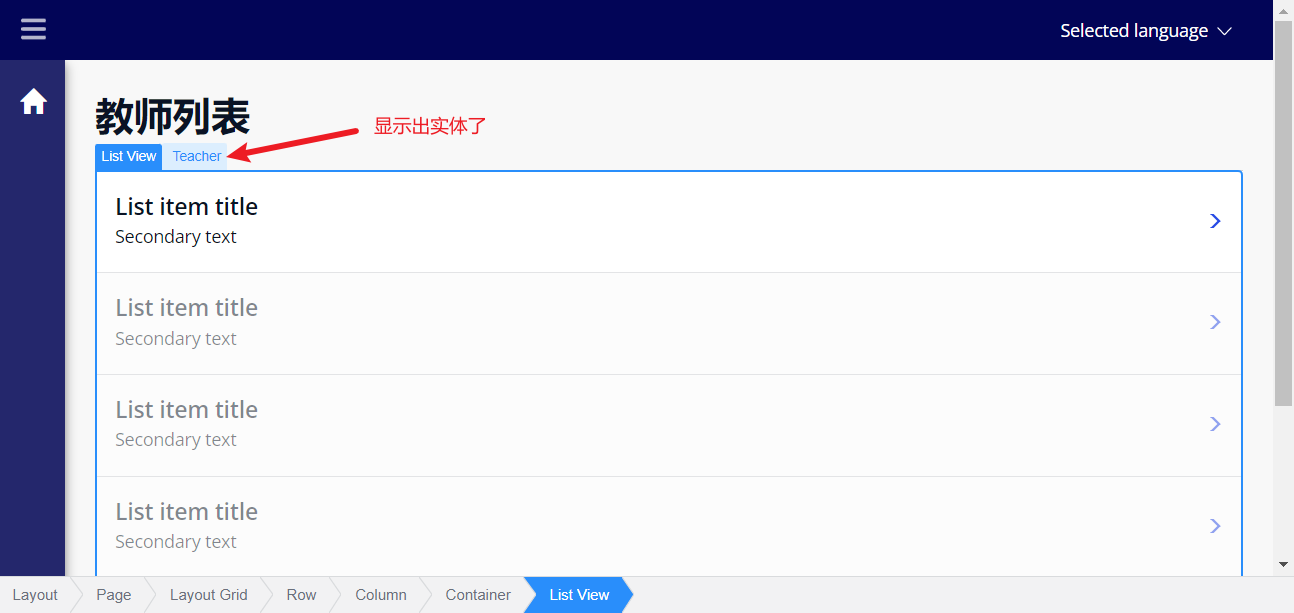 Selected language
教师列表
显示出实体了
List View Teacher
List item title
Secondary text
List item title
Secondary text
List item title
Secondary text
List item title
Secondary text
Layout Page Layout Grid Row Column Container List View